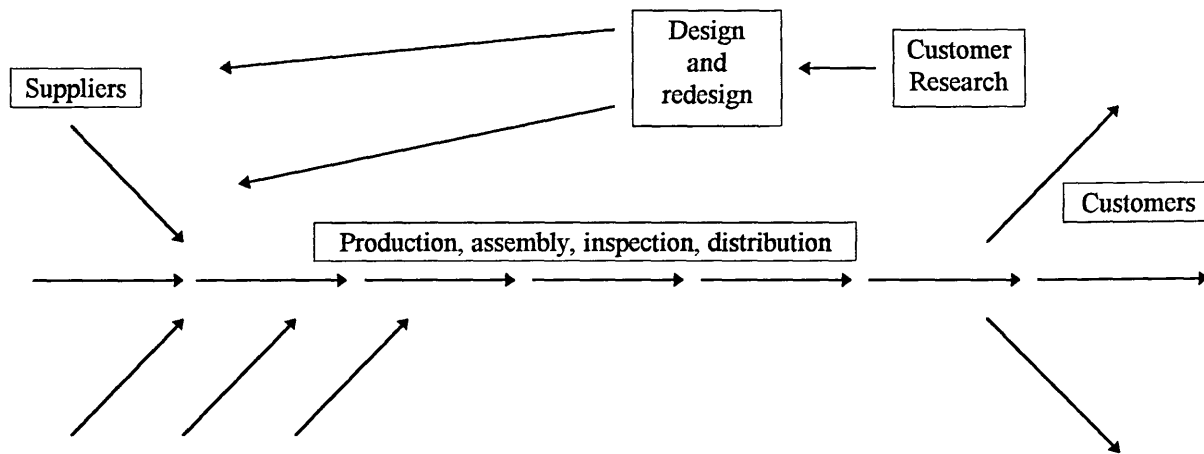 Design
and
redesign
Customer
Research
Suppliers
Customers
Production, assembly, inspection, distribution